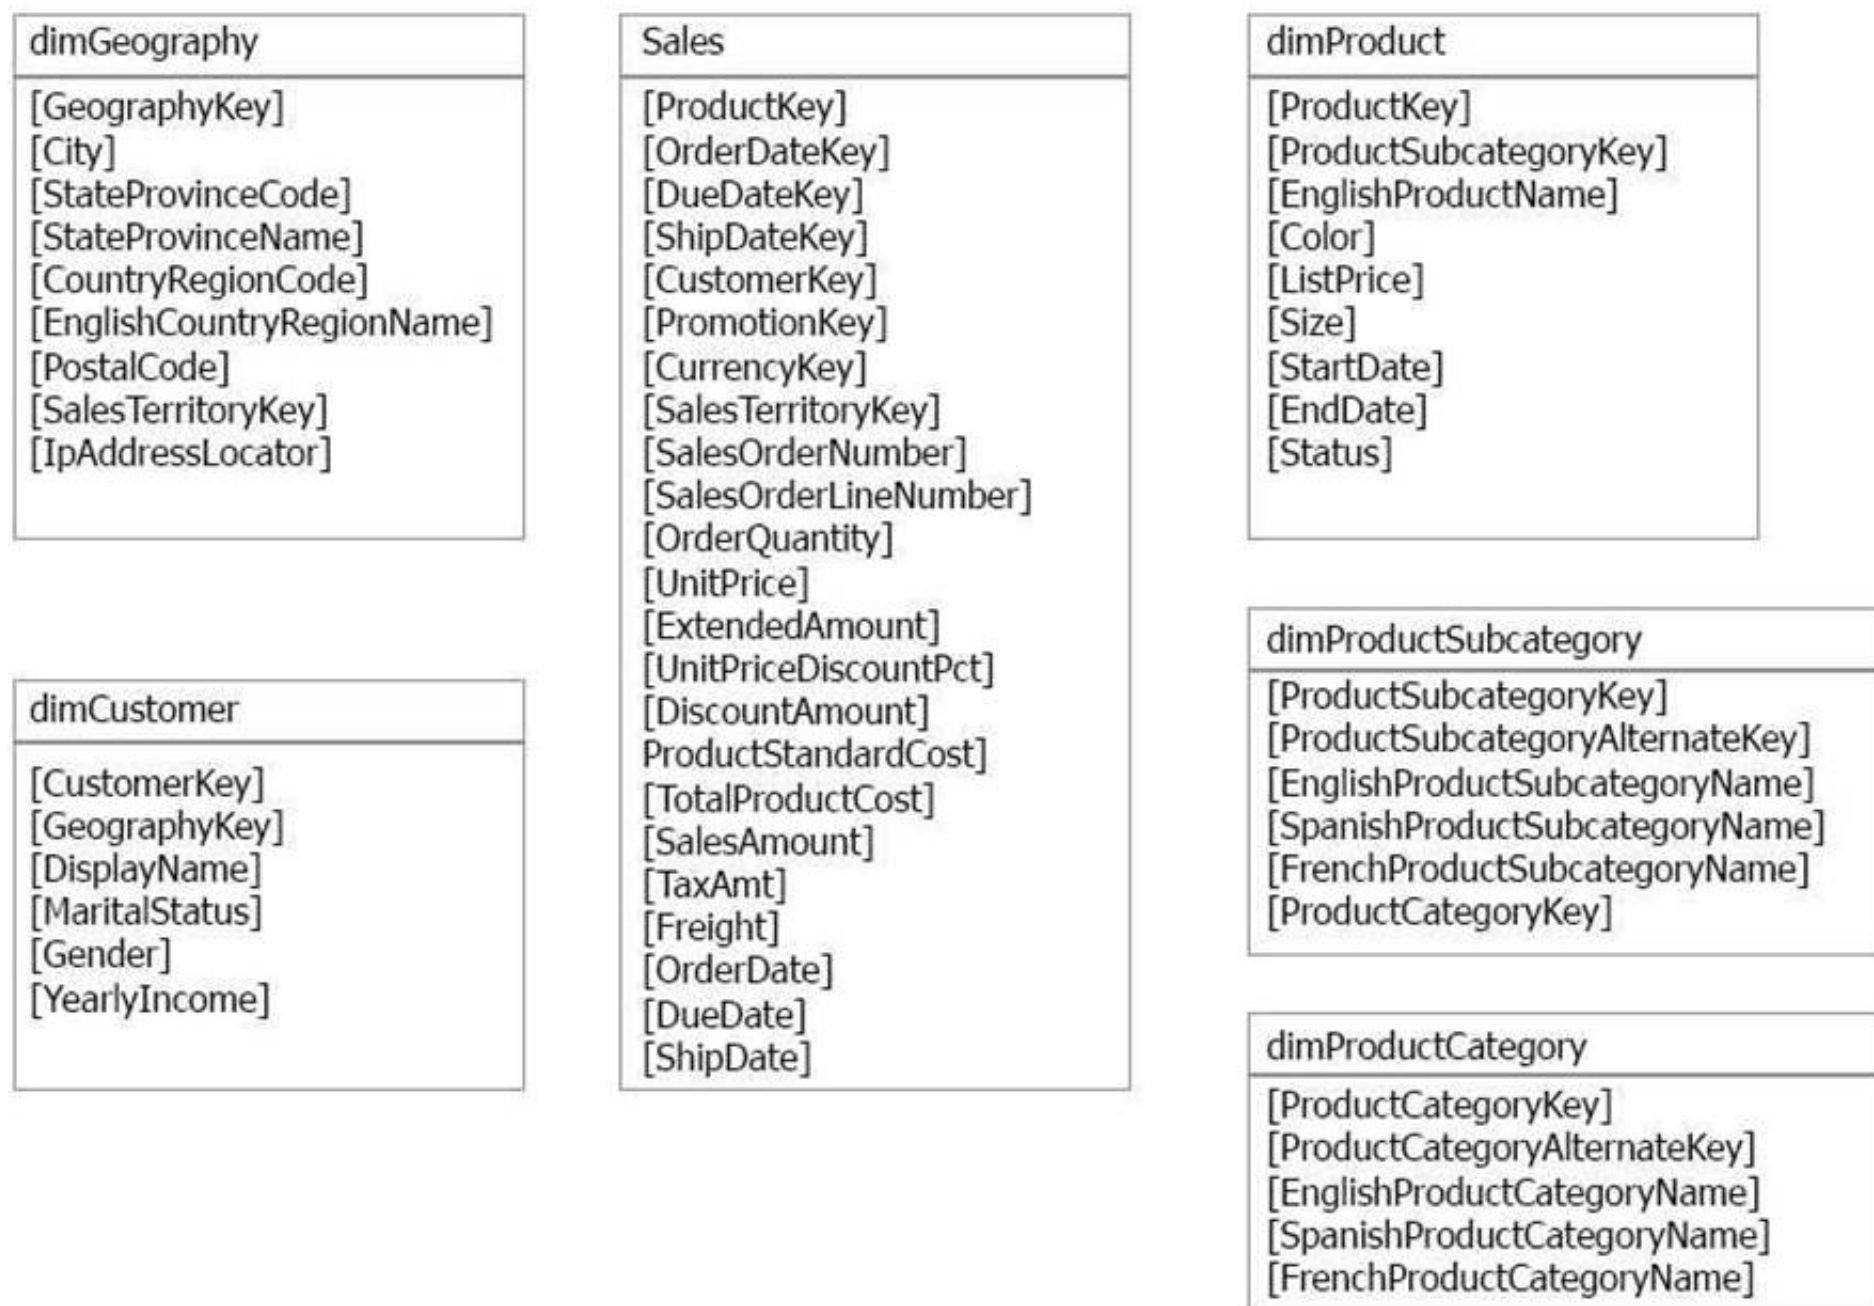 dimGeography
[GeographyKey]
[City]
[StateProvinceCode]
[StateProvinceName]
[CountryRegionCode]
[EnglishCountryRegionName]
[PostalCode]
[SalesTerritoryKey]
[IpAddressLocator]
dimCustomer
[CustomerKey]
[GeographyKey]
[DisplayName]
[MaritalStatus]
[Gender]
[YearlyIncome]
Sales
[ProductKey]
[OrderDateKey]
[DueDateKey]
[ShipDateKey]
[CustomerKey]
[PromotionKey]
[CurrencyKey]
[SalesTerritoryKey]
[SalesOrderNumber]
[SalesOrderLineNumber]
[OrderQuantity]
[UnitPrice]
[ExtendedAmount]
[UnitPriceDiscountPct]
[DiscountAmount]
ProductStandardCost]
[TotalProductCost]
[SalesAmount]
[TaxAmt]
[Freight]
[OrderDate]
[DueDate]
[ShipDate]
dimProduct
[ProductKey]
[ProductSubcategoryKey]
[EnglishProductName]
[Color]
[ListPrice]
[Size]
[StartDate]
[EndDate]
[Status]
dimProductSubcategory
[ProductSubcategoryKey]
[ProductSubcategoryAlternateKey]
[EnglishProductSubcategoryName]
[SpanishProductSubcategoryName]
[FrenchProductSubcategoryName]
[ProductCategoryKey]
dimProductCategory
[ProductCategoryKey]
[ProductCategoryAlternateKey]
[EnglishProductCategoryName]
[SpanishProductCategoryName]
[FrenchProductCategoryName]